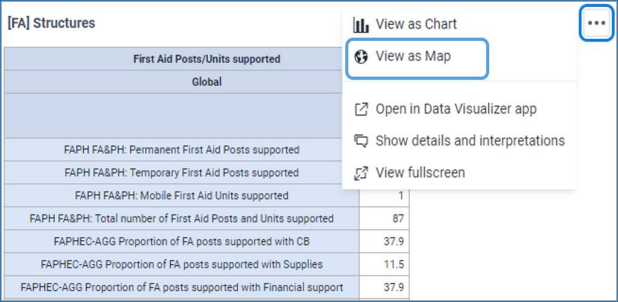 [FA] Structures
View as Chart
View as Map
Open in Data Visualizer app
Show details and interpretations
View fullscreen
First Aid Posts/Units supported
Global
FAPH FA&PH: Permanent First Aid Posts supported
FAPH FA&PH: Temporary First Aid Posts supported
FAPH FA&PH: Mobile First Aid Units supported 1
FAPH FA&PH: Total number of First Aid Posts and Units supported 87
FAPHEC-AGG Proportion of FA posts supported with CB 37.9
FAPHEC-AGG Proportion of FA posts supported with Supplies 11.5
FAPHEC-AGG Proportion of FA posts supported with Financial support 37.9